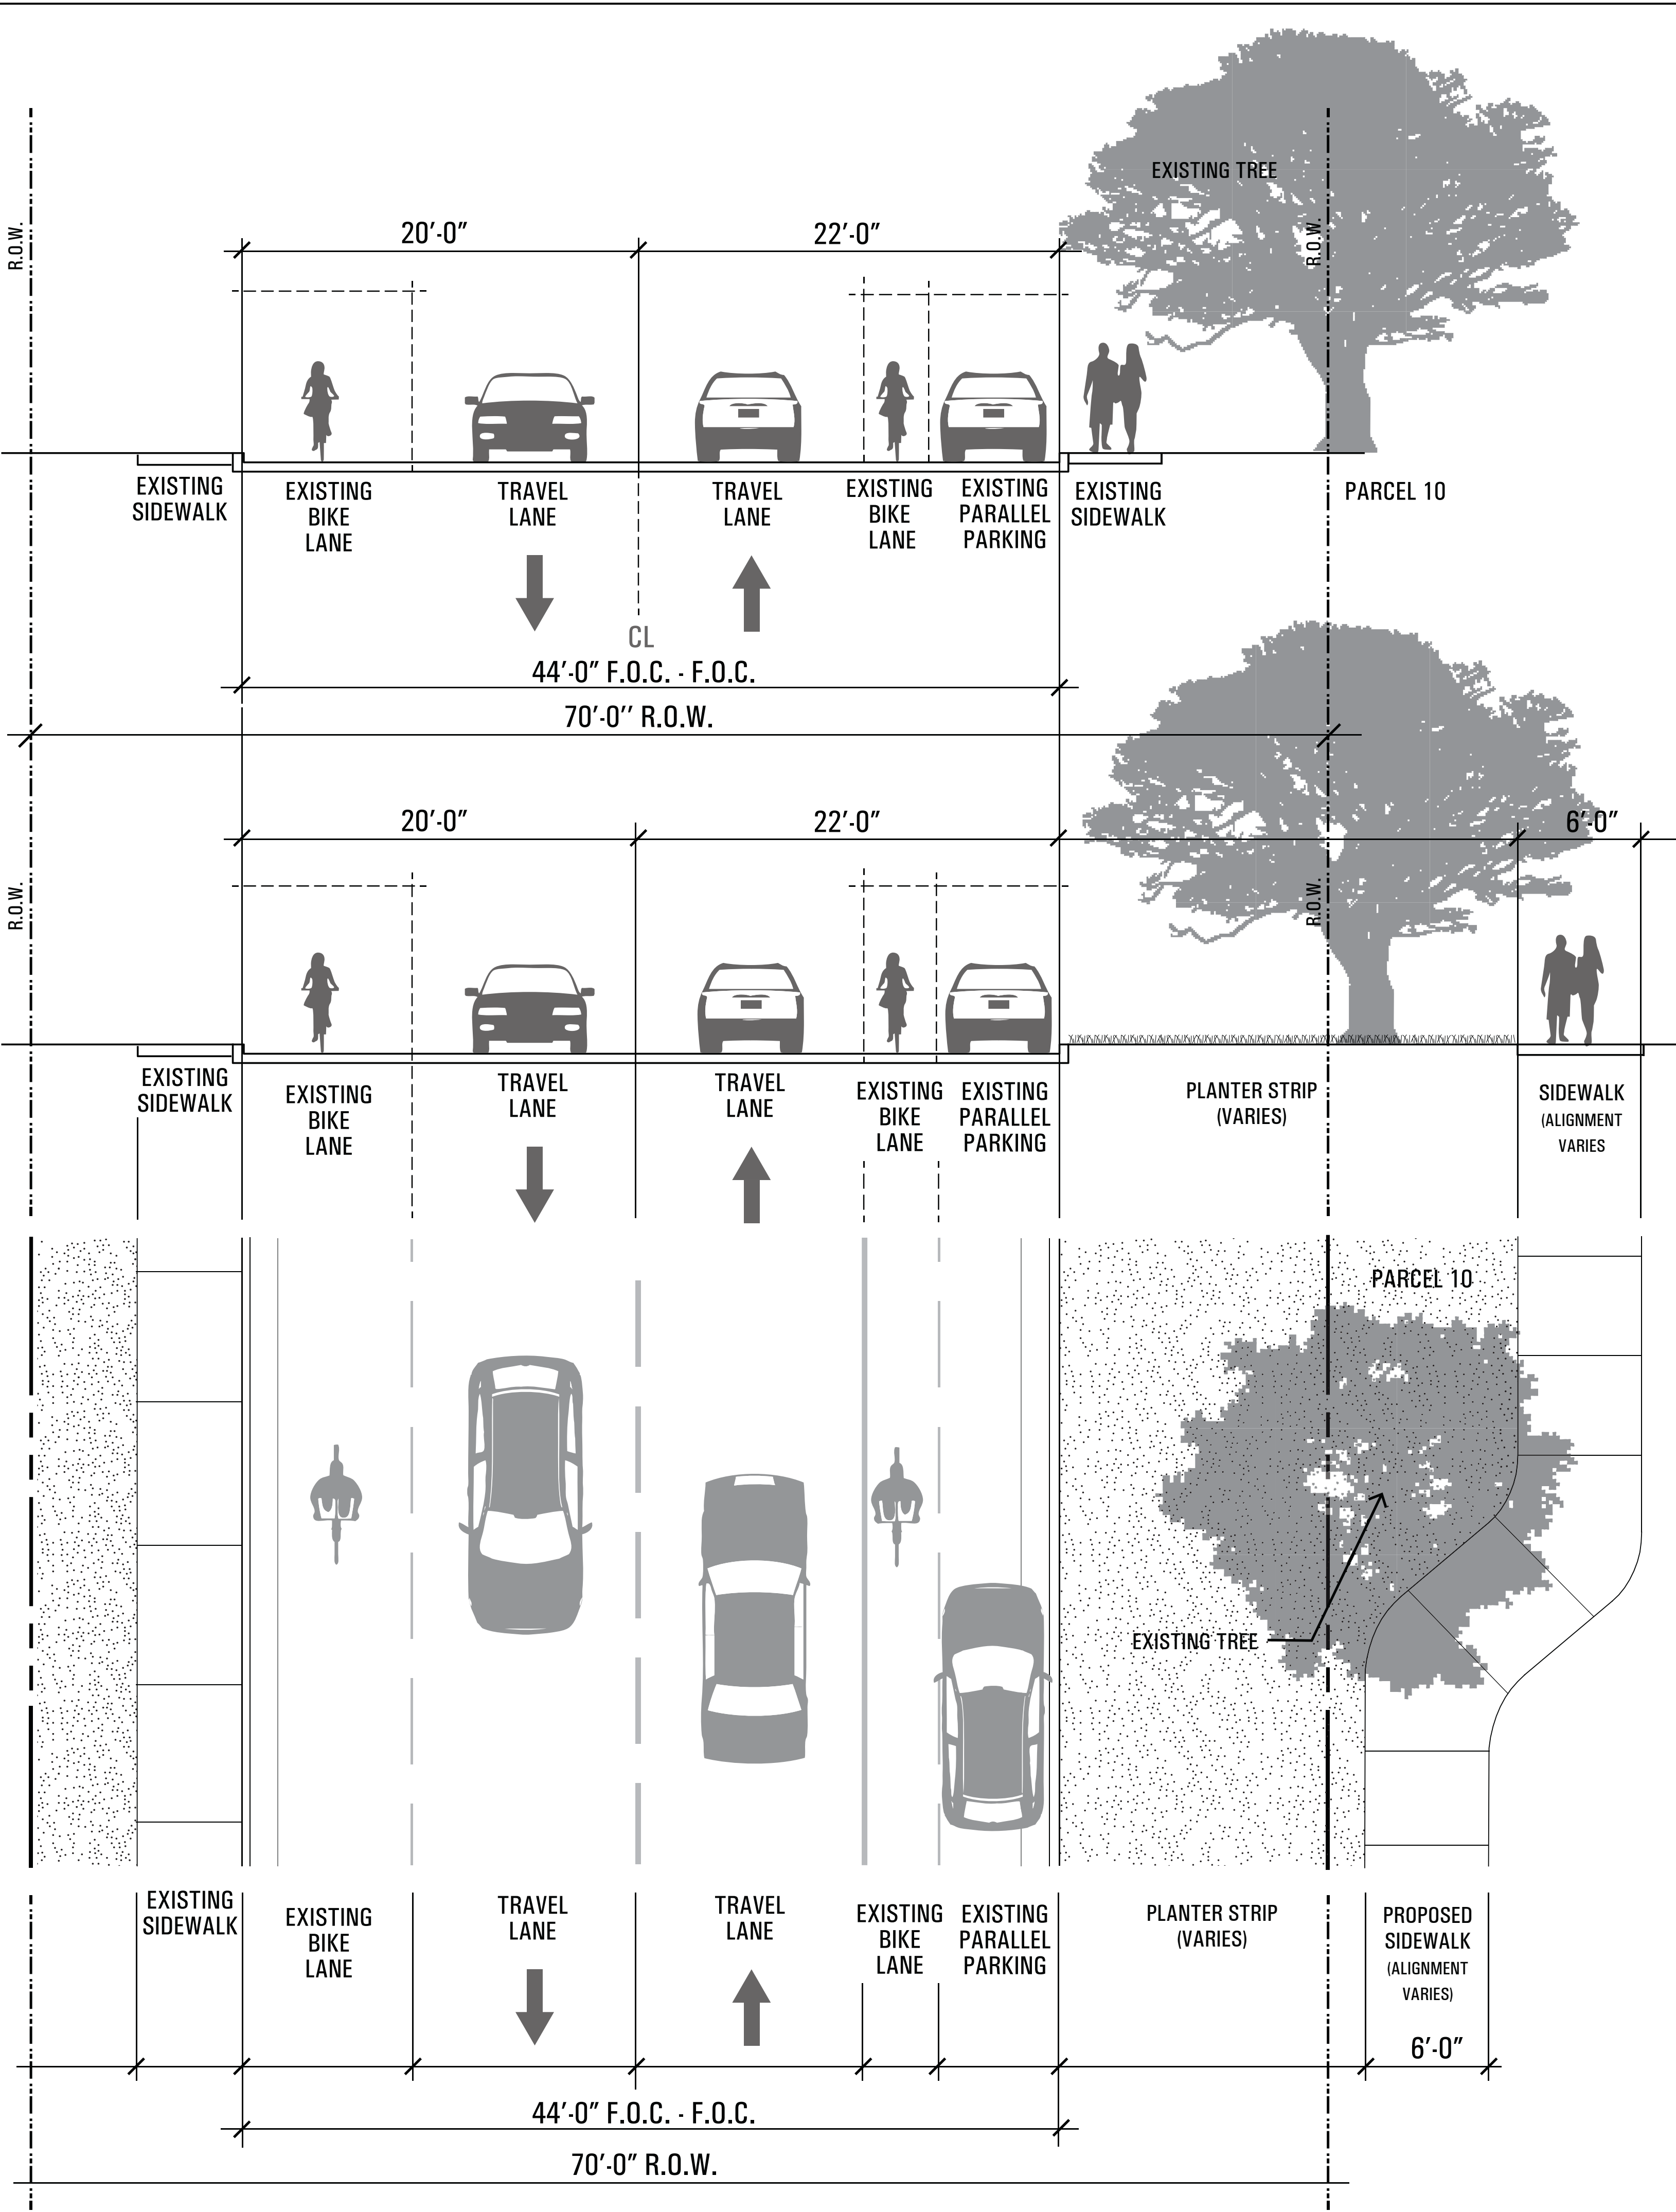 EXISTING TREE
R.O.W.
R.O.W.
20'-0"
22'-0"
EXISTING
SIDEWALK
EXISTING
BIKE
LANE
TRAVEL
LANE
TRAVEL
LANE
EXISTING
BIKE
LANE
EXISTING
PARALLEL
PARKING
EXISTING
SIDEWALK
PARCEL 10
CL
44'-0" F.O.C. - F.O.C.
70'-0'' R.O.W.
20'-0"
22'-0"
6'-0"
R.O.W.
R.O.W.
EXISTING
SIDEWALK
EXISTING
BIKE
LANE
TRAVEL
LANE
TRAVEL
LANE
EXISTING
BIKE
LANE
EXISTING
PARALLEL
PARKING
PLANTER STRIP
(VARIES)
SIDEWALK
(ALIGNMENT
VARIES
PARCEL 10
EXISTING TREE
EXISTING
SIDEWALK
EXISTING
BIKE
LANE
TRAVEL
LANE
TRAVEL
LANE
EXISTING
BIKE
LANE
EXISTING
PARALLEL
PARKING
PLANTER STRIP
(VARIES)
PROPOSED
SIDEWALK
(ALIGNMENT
VARIES)
6'-0"
44'-0" F.O.C. - F.O.C.
70'-0" R.O.W.